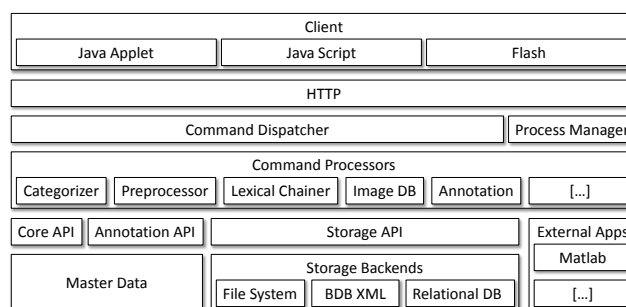 Client
Java Applet Java Script Flash
HTTP
Command Dispatcher Process Manager
Command Processors
Categorizer Preprocessor Lexical Chainer Image DB Annotation [...]
Core API Annotation API Storage API External Apps
Matlab
Master Data Storage Backends
File System BDB XML Relational DB [...]